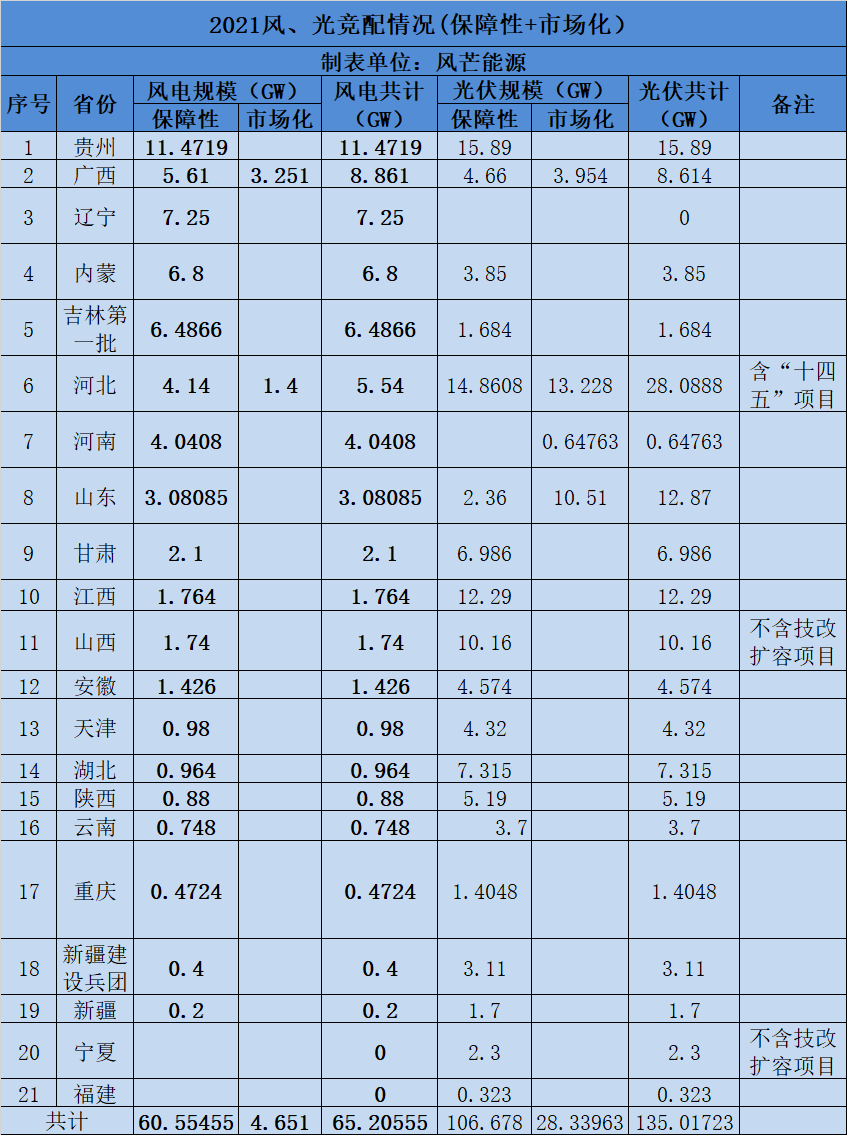 2021风、光竞配情况(保障性+市场化）
制表单位：风芒能源
序号 省份 风电规模（GW） 风电共计（GW） 光伏规模（GW） 光伏共计（GW） 备注
保障性 市场化 保障性 市场化
1 贵州 11.4719 11.4719 15.89 15.89
2 广西 5.61 3.251 8.861 4.66 3.954 8.614
3 辽宁 7.25 7.25 0
4 内蒙 6.8 6.8 3.85 3.85
5 吉林第一批 6.4866 6.4866 1.684 1.684
6 河北 4.14 1.4 5.54 14.8608 13.228 28.0888 含“十四五”项目
7 河南 4.0408 4.0408 0.64763 0.64763
8 山东 3.08085 3.08085 2.36 10.51 12.87
9 甘肃 2.1 2.1 6.986 6.986
10 江西 1.764 1.764 12.29 12.29
11 山西 1.74 1.74 10.16 10.16 不含技改扩容项目
12 安徽 1.426 1.426 4.574 4.574
13 天津 0.98 0.98 4.32 4.32
14 湖北 0.964 0.964 7.315 7.315
15 陕西 0.88 0.88 5.19 5.19
16 云南 0.748 0.748 3.7 3.7
17 重庆 0.4724 0.4724 1.4048 1.4048
18 新疆建设兵团 0.4 0.4 3.11 3.11
19 新疆 0.2 0.2 1.7 1.7
20 宁夏 0 2.3 2.3 不含技改扩容项目
21 福建 0 0.323 0.323
共计 60.55455 4.651 65.20555 106.678 28.33963 135.01723